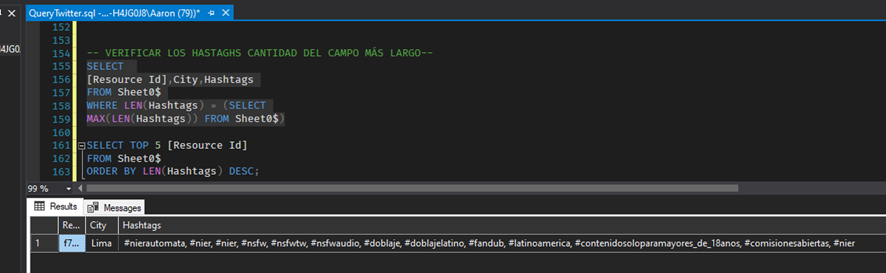 QueryTwitter.sql -...-H4JG0J8\Aaron (79))*
H4JG0.
152
153
154 -- VERIFICAR LOS HASTAGHS CANTIDAD DEL CAMPO MÁS LARGO--
155 SELECT
156 [Resource Id],City,Hashtags
157 FROM Sheet0$
158 WHERE LEN(Hashtags) = (SELECT
159 MAX(LEN(Hashtags)) FROM Sheet0$)
160
161 SELECT TOP 5 [Resource Id]
162 FROM Sheet0$
163 ORDER BY LEN(Hashtags) DESC;
99 %
Results Messages
Re... City Hashtags
1 f7... Lima #nierautomata, #nier, #nier, #nsfw, #nsfwtw, #nsfwaudio, #doblaje, #doblajelatino, #fandub, #latinoamerica, #contenidosoloparamayores_de_18anos, #comisionesabiertas, #nier